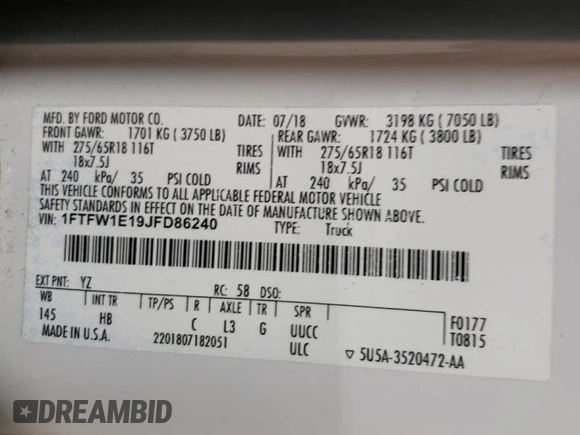 MFD. BY FORD MOTOR CO. DATE: 07/18 GVWR: 3198 KG (7050 LB)
FRONT GAWR: 1701 KG (3750 LB) REAR GAWR: 1724 KG (3800 LB)
WITH 275/65R18 116T TIRES WITH 275/65R18 116T TIRES
18x7.5J RIMS 18x7.5J RIMS
AT 240 kPa/ 35 PSI COLD AT 240 kPa/ 35 PSI COLD
THIS VEHICLE CONFORMS TO ALL APPLICABLE FEDERAL MOTOR VEHICLE
SAFETY STANDARDS IN EFFECT ON THE DATE OF MANUFACTURE SHOWN ABOVE.
VIN: 1FTFW1E19JFD86240 TYPE: Truck
EXT PNT: YZ RC: 58 DSO:
WB INT TR TP/PS R AXLE TR SPR F0177
145 HB C L3 G UUCC T0815
MADE IN U.S.A. 2201807182051 ULC ▽ 5U5A-3520472-AA
DREAMBID